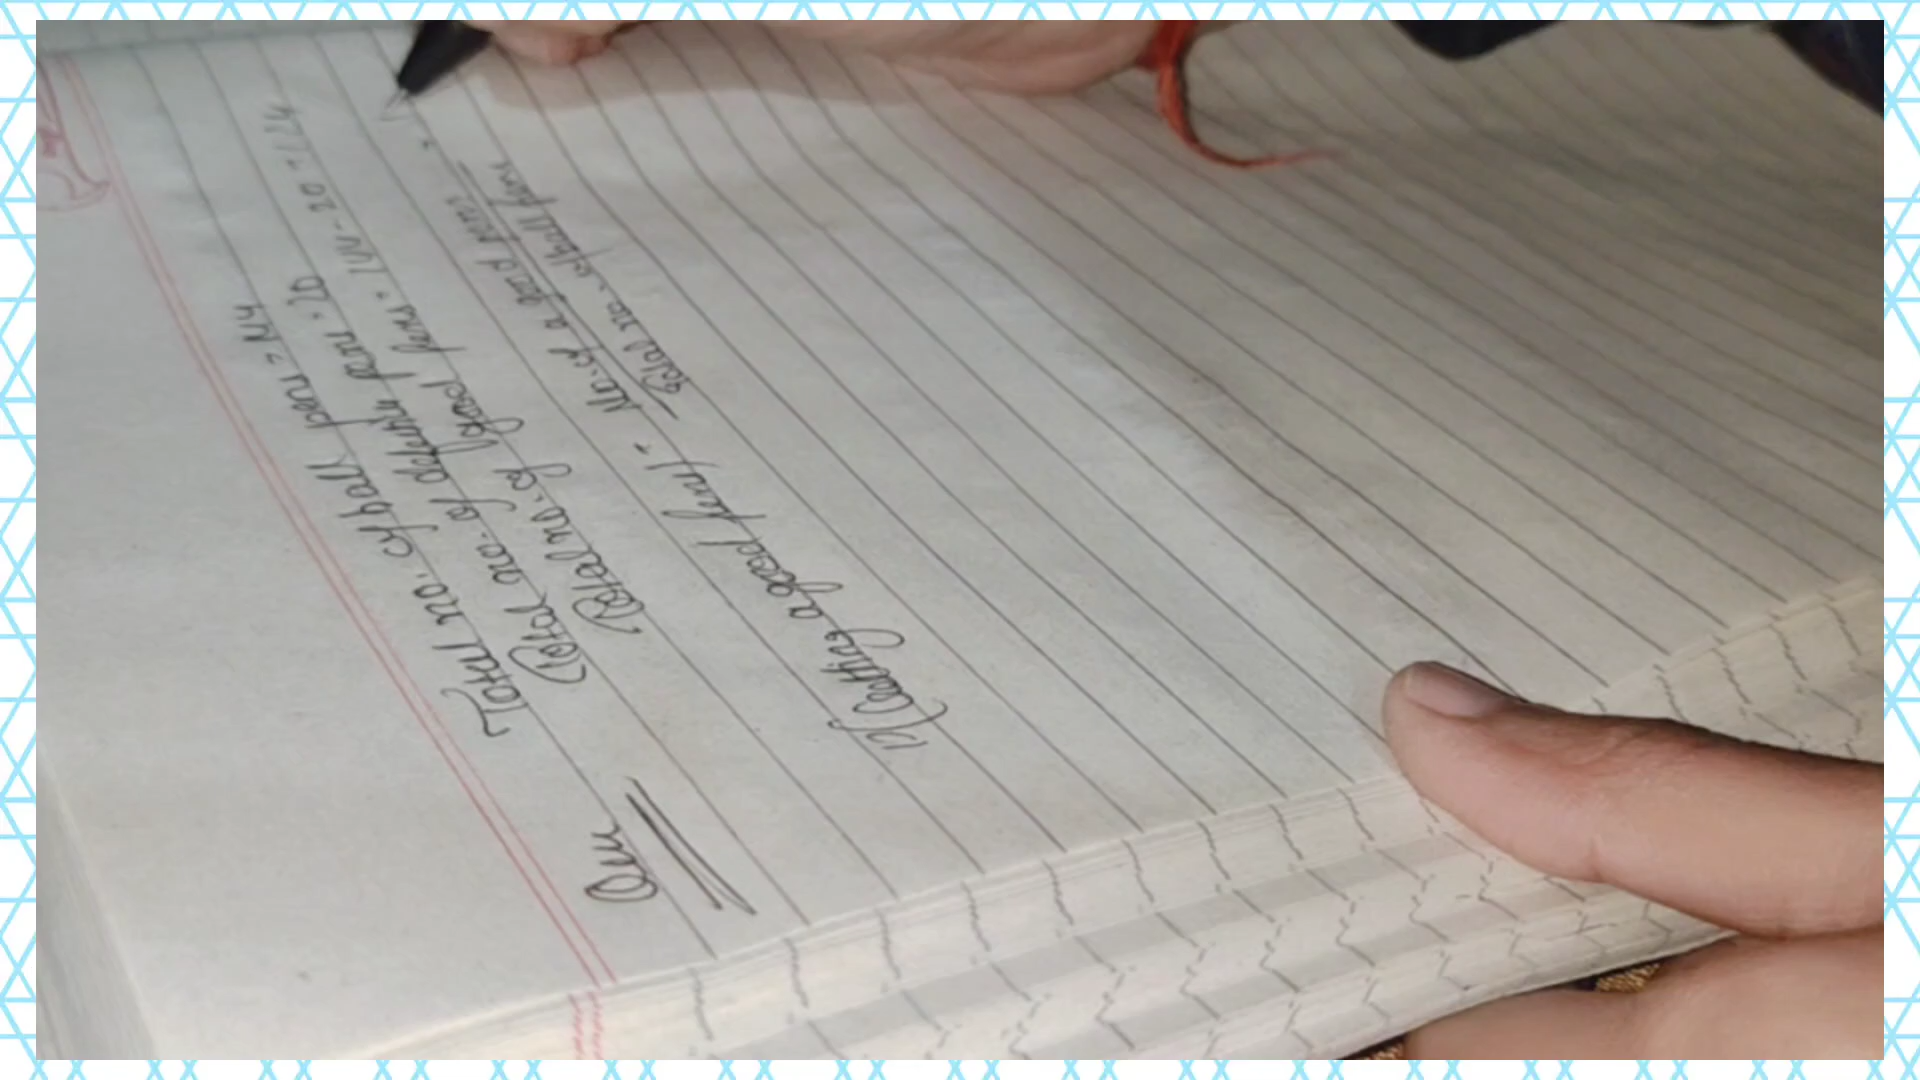 Ans
Total no. of ball pens = 144
Total no. of defective pens = 20
Total no. of good pens = 144 - 20 = 124
P(Getting a good pen) = No. of a good pens =
Total no. of ball pens